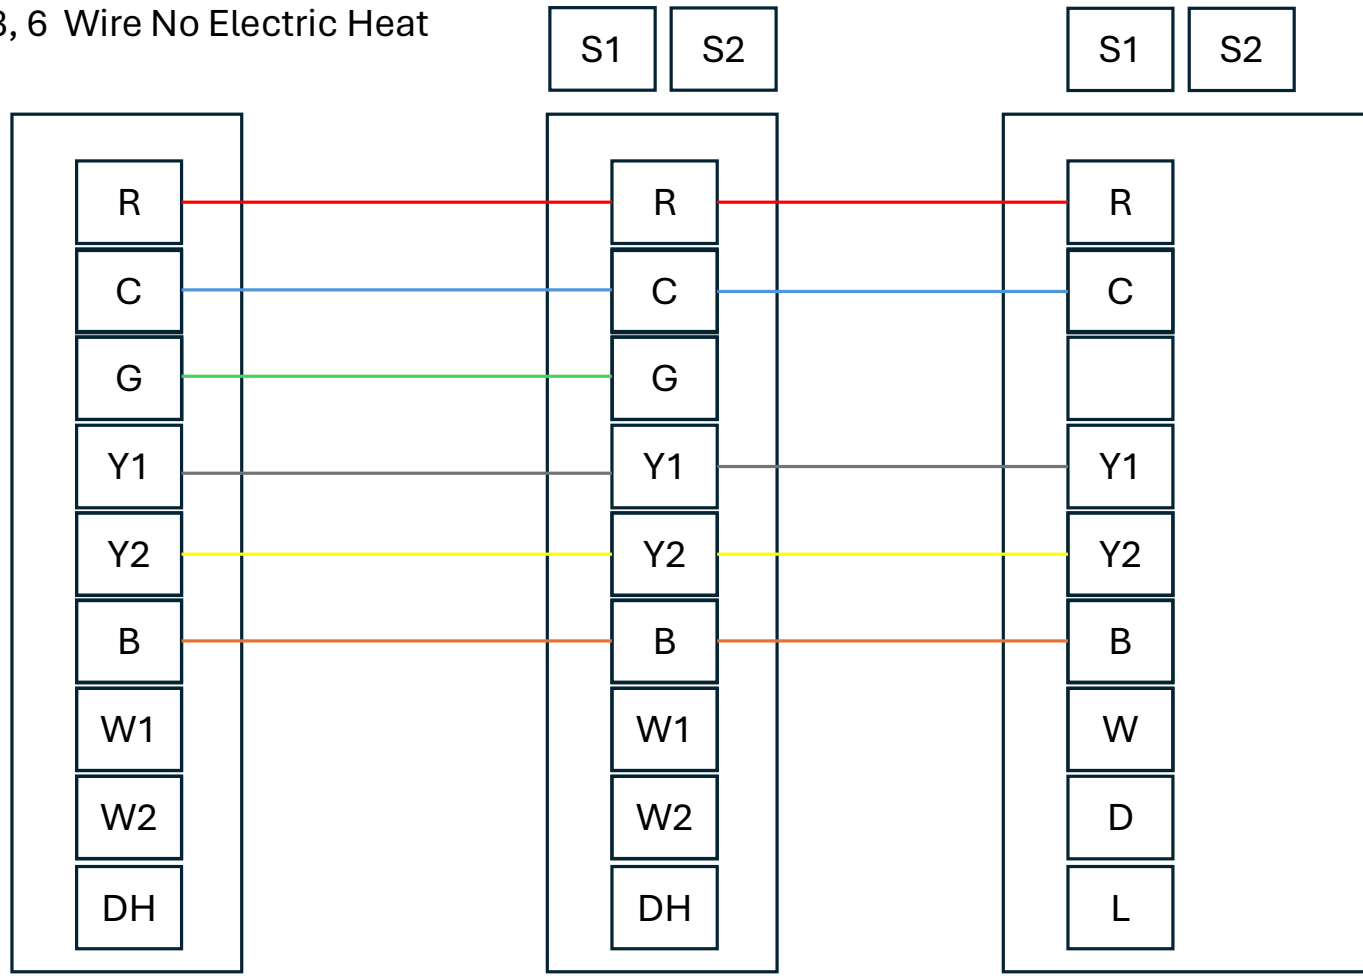 3, 6 Wire No Electric Heat
S1 S2 S1 S2
R R R
C C C
G G
Y1 Y1 Y1
Y2 Y2 Y2
B B B
W1 W1 W
W2 W2 D
DH DH L